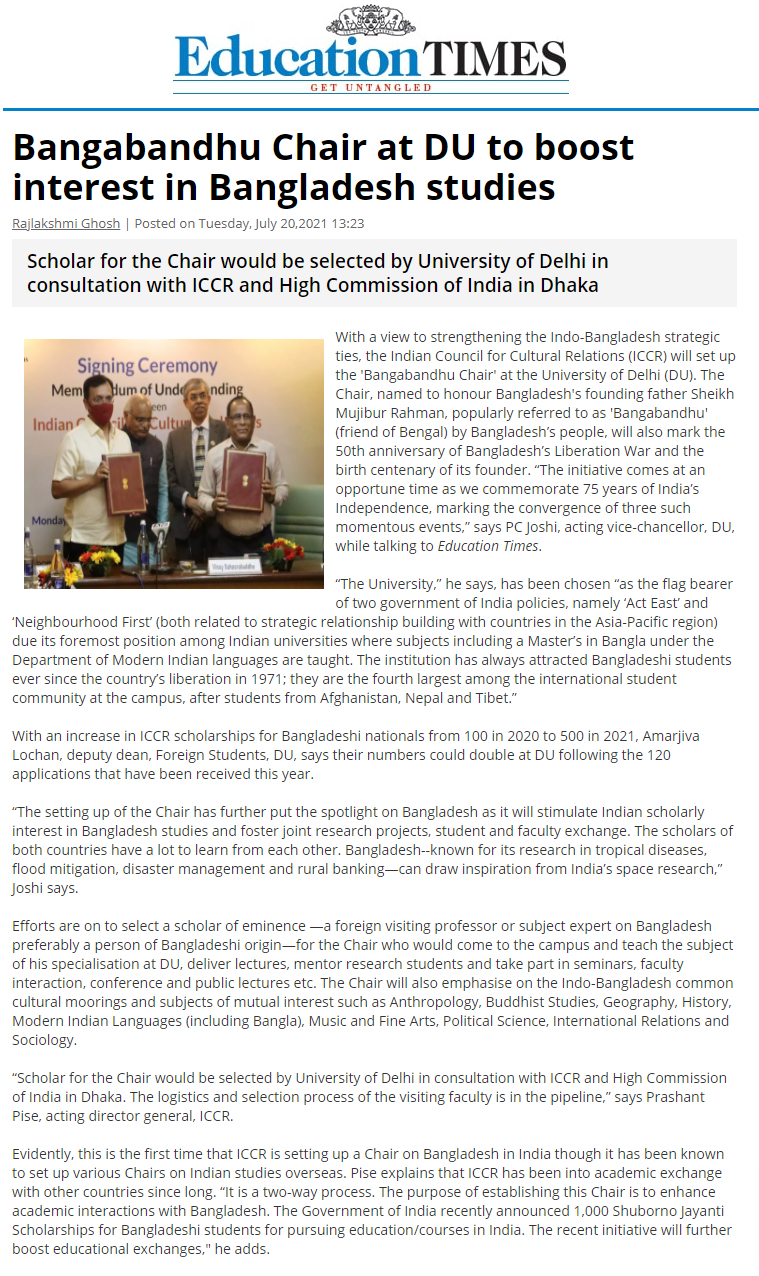 Education TIMES
GET UNTANGLED
Bangabandhu Chair at DU to boost
interest in Bangladesh studies
Rajlakshmi Ghosh | Posted on Tuesday, July 20,2021 13:23
Scholar for the Chair would be selected by University of Delhi in
consultation with ICCR and High Commission of India in Dhaka
Signing Ceremony
Monday
With a view to strengthening the Indo-Bangladesh strategic
ties, the Indian Council for Cultural Relations (ICCR) will set up
the 'Bangabandhu Chair' at the University of Delhi (DU). The
Chair, named to honour Bangladesh's founding father Sheikh
Mujibur Rahman, popularly referred to as 'Bangabandhu'
(friend of Bengal) by Bangladesh’s people, will also mark the
50th anniversary of Bangladesh’s Liberation War and the
birth centenary of its founder. “The initiative comes at an
opportune time as we commemorate 75 years of India’s
Independence, marking the convergence of three such
momentous events,” says PC Joshi, acting vice-chancellor, DU,
while talking to Education Times.
“The University,” he says, has been chosen “as the flag bearer
of two government of India policies, namely ‘Act East’ and
‘Neighbourhood First’ (both related to strategic relationship building with countries in the Asia-Pacific region)
due its foremost position among Indian universities where subjects including a Master’s in Bangla under the
Department of Modern Indian languages are taught. The institution has always attracted Bangladeshi students
ever since the country’s liberation in 1971; they are the fourth largest among the international student
community at the campus, after students from Afghanistan, Nepal and Tibet.”
With an increase in ICCR scholarships for Bangladeshi nationals from 100 in 2020 to 500 in 2021, Amarjiva
Lochan, deputy dean, Foreign Students, DU, says their numbers could double at DU following the 120
applications that have been received this year.
“The setting up of the Chair has further put the spotlight on Bangladesh as it will stimulate Indian scholarly
interest in Bangladesh studies and foster joint research projects, student and faculty exchange. The scholars of
both countries have a lot to learn from each other. Bangladesh--known for its research in tropical diseases,
flood mitigation, disaster management and rural banking—can draw inspiration from India’s space research,”
Joshi says.
Efforts are on to select a scholar of eminence —a foreign visiting professor or subject expert on Bangladesh
preferably a person of Bangladeshi origin—for the Chair who would come to the campus and teach the subject
of his specialisation at DU, deliver lectures, mentor research students and take part in seminars, faculty
interaction, conference and public lectures etc. The Chair will also emphasise on the Indo-Bangladesh common
cultural moorings and subjects of mutual interest such as Anthropology, Buddhist Studies, Geography, History,
Modern Indian Languages (including Bangla), Music and Fine Arts, Political Science, International Relations and
Sociology.
“Scholar for the Chair would be selected by University of Delhi in consultation with ICCR and High Commission
of India in Dhaka. The logistics and selection process of the visiting faculty is in the pipeline,” says Prashant
Pise, acting director general, ICCR.
Evidently, this is the first time that ICCR is setting up a Chair on Bangladesh in India though it has been known
to set up various Chairs on Indian studies overseas. Pise explains that ICCR has been into academic exchange
with other countries since long. “It is a two-way process. The purpose of establishing this Chair is to enhance
academic interactions with Bangladesh. The Government of India recently announced 1,000 Shuborno Jayanti
Scholarships for Bangladeshi students for pursuing education/courses in India. The recent initiative will further
boost educational exchanges," he adds.